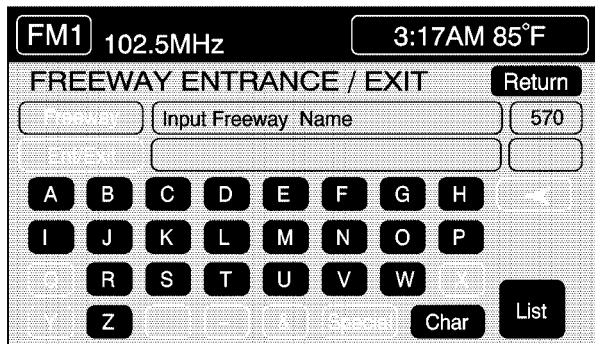 FM1 102.5MHz 3:17AM 85°F
FREEWAY ENTRANCE / EXIT Return
Freeway Input Freeway Name 570
Ent/Exit
A B C D E F G H
I J K L M N O P
Q R S T U V W X
Y Z - & Special Char List